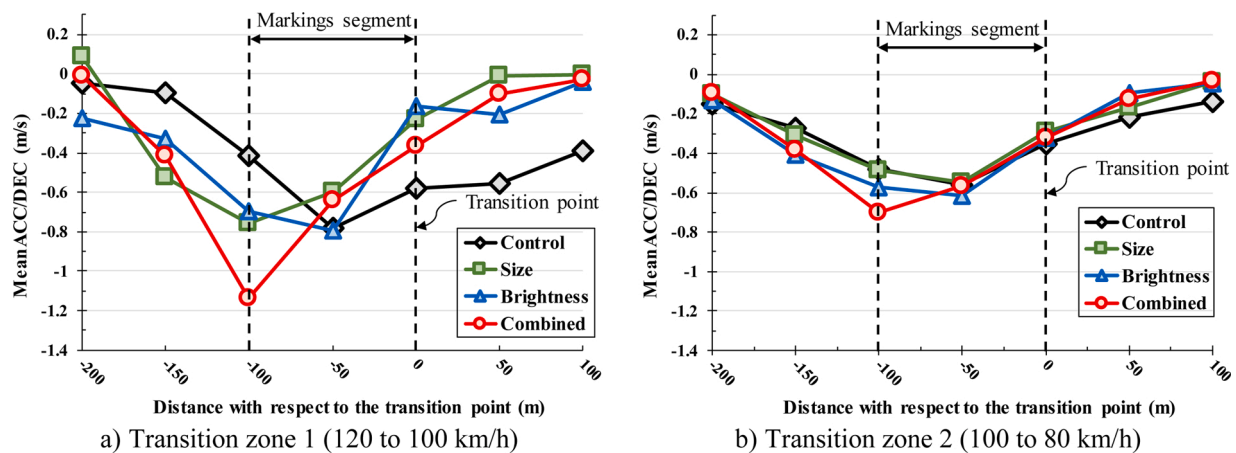 Markings segment
0.2
0
-0.2
-0.4
-0.6
-0.8
-1
-1.2
-1.4
Mean ACC/DEC (m/s)
Transition point
Control
Size
Brightness
Combined
-200
-150
-100
-50
0
50
100
Distance with respect to the transition point (m)
a) Transition zone 1 (120 to 100 km/h)
Markings segment
0.2
0
-0.2
-0.4
-0.6
-0.8
-1
-1.2
-1.4
Mean ACC/DEC (m/s)
Transition point
Control
Size
Brightness
Combined
-200
-150
-100
-50
0
50
100
Distance with respect to the transition point (m)
b) Transition zone 2 (100 to 80 km/h)